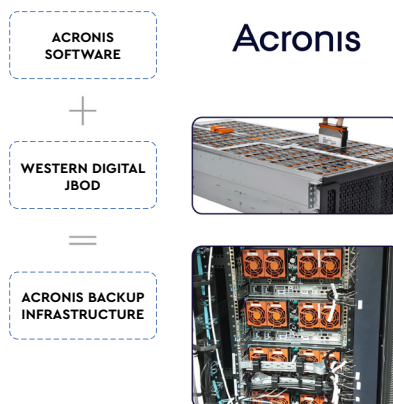 ACRONIS
SOFTWARE
Acronis
WESTERN DIGITAL
JBOD
ACRONIS BACKUP
INFRASTRUCTURE